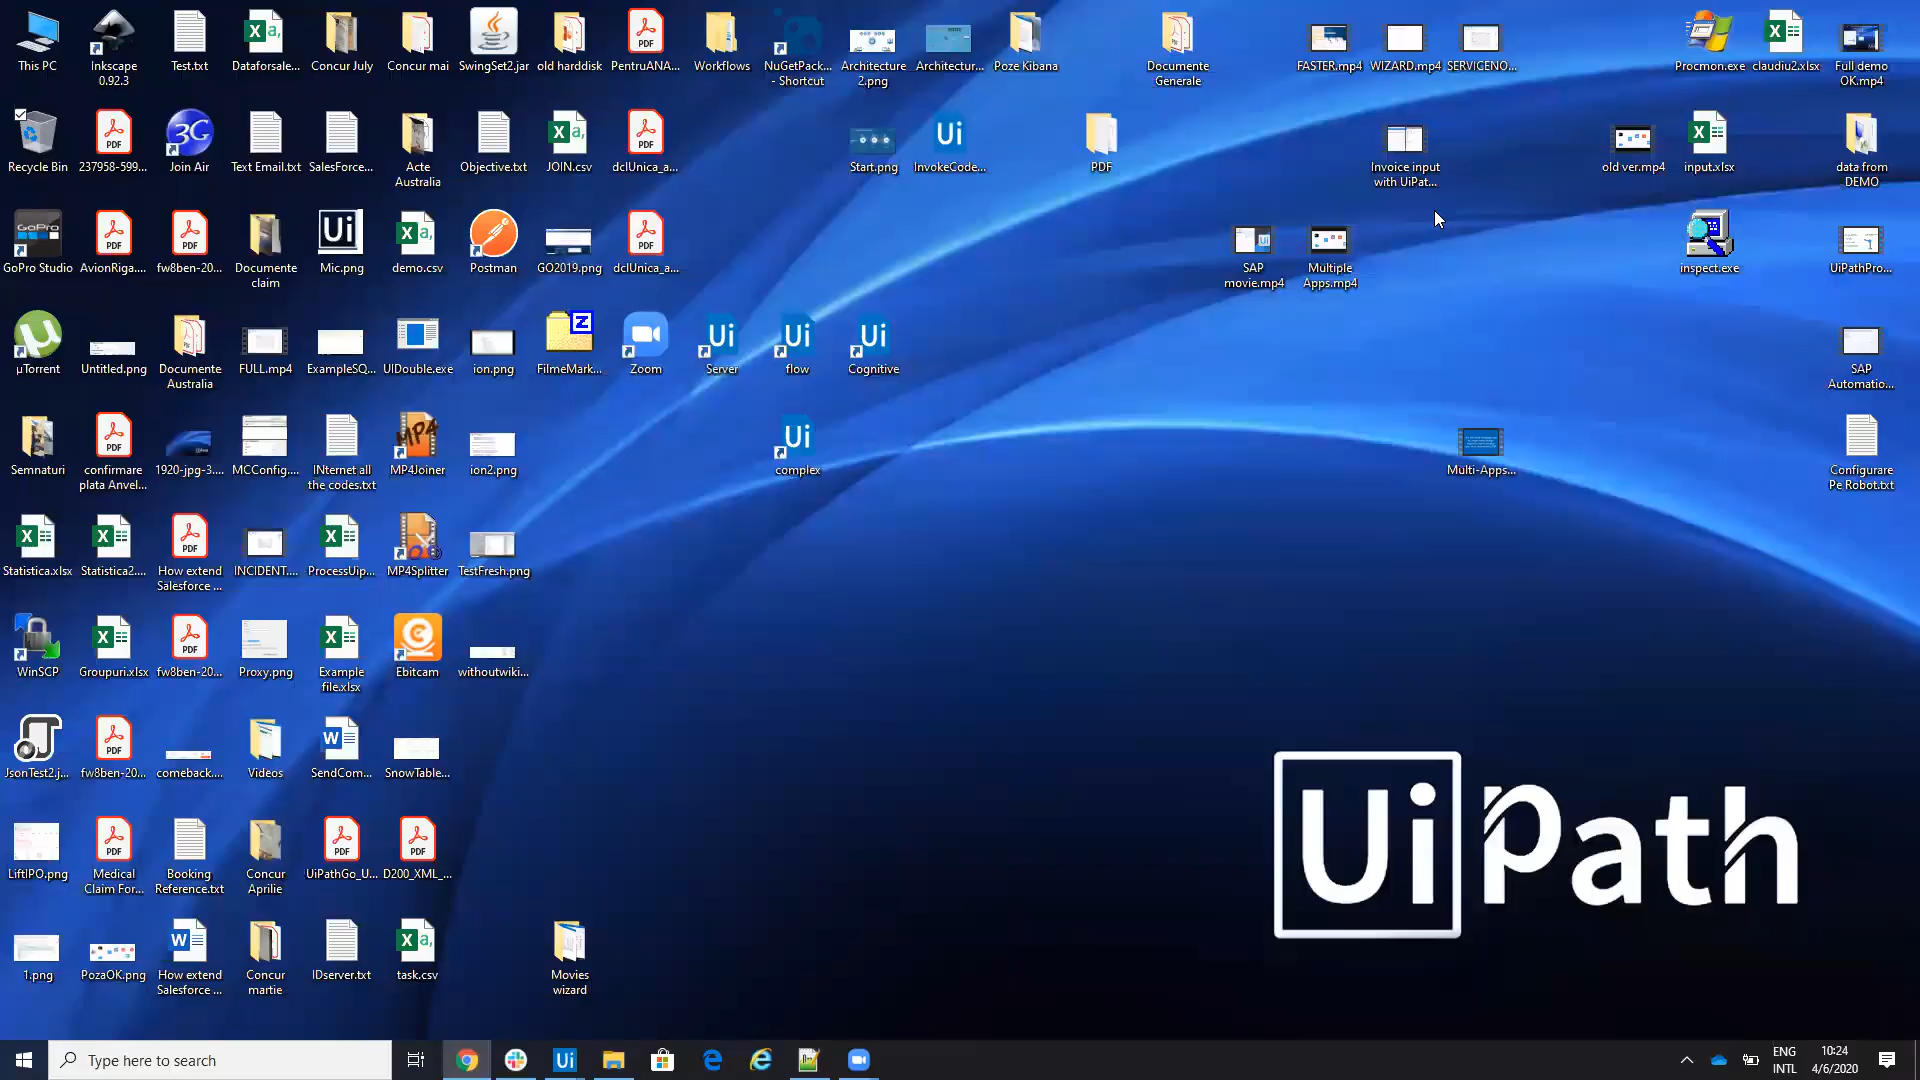 This PC
Inkscape
0.92.3
Test.txt
Dataforsale...
Concur July
Concur mai
SwingSet2.jar
old harddisk
PentruANA...
Workflows
NuGetPack...
- Shortcut
Architecture
2.png
Architectur...
Poze Kibana
Documente
Generale
FASTER.mp4
WIZARD.mp4
SERVICENO...
Procmon.exe
claudiu2.xlsx
Full demo
OK.mp4
Recycle Bin
237958-599...
Join Air
Text Email.txt
SalesForce...
Acte
Australia
Objective.txt
JOIN.csv
dclUnica_a...
Start.png
InvokeCode...
PDF
Invoice input
with UiPat...
old ver.mp4
input.xlsx
data from
DEMO
GoPro Studio
AvionRiga....
fw8ben-20...
Documente
claim
Mic.png
demo.csv
Postman
GO2019.png
dclUnica_a...
SAP
movie.mp4
Multiple
Apps.mp4
inspect.exe
UiPathPro...
µTorrent
Untitled.png
Documente
Australia
FULL.mp4
ExampleSQ...
UIDouble.exe
ion.png
FilmeMark...
Zoom
Server
flow
Cognitive
SAP
Automatio...
Semnaturi
confirmare
plata Anvel...
1920-jpg-3....
MCConfig....
INternet all
the codes.txt
MP4Joiner
ion2.png
complex
Multi-Apps...
Configurare
Pe Robot.txt
Statistica.xlsx
Statistica2....
How extend
Salesforce ...
INCIDENT....
ProcessUip...
MP4Splitter
TestFresh.png
WinSCP
Groupuri.xlsx
fw8ben-20...
Proxy.png
Example
file.xlsx
Ebitcam
withoutwiki...
JsonTest2.j...
fw8ben-20...
comeback....
Videos
SendCom...
SnowTable...
LiftIPO.png
Medical
Claim For...
Booking
Reference.txt
Concur
Aprilie
UiPathGo_U...
D200_XML_...
UiPath
1.png
PozaOK.png
How extend
Salesforce ...
Concur
martie
IDserver.txt
task.csv
Movies
wizard
Type here to search
ENG
INTL
10:24
4/6/2020